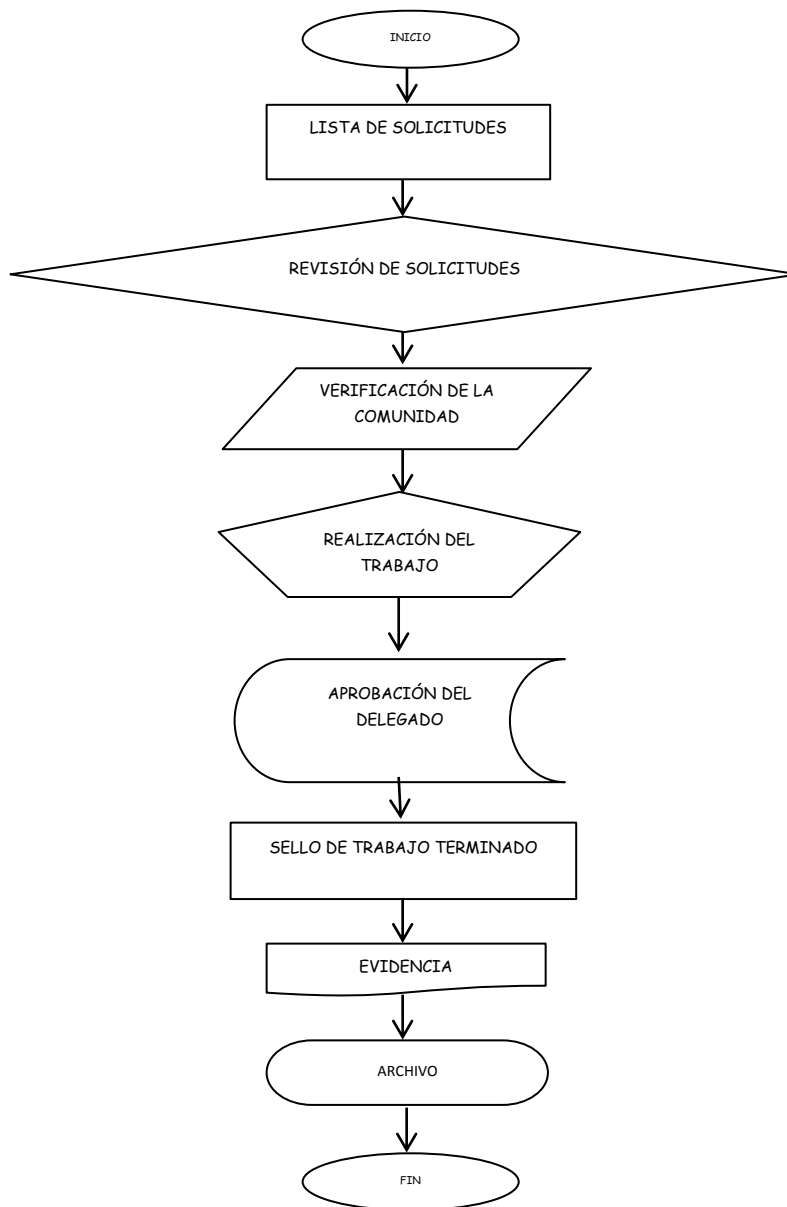 INICIO
LISTA DE SOLICITUDES
REVISIÓN DE SOLICITUDES
VERIFICACIÓN DE LA
COMUNIDAD
REALIZACIÓN DEL
TRABAJO
APROBACIÓN DEL
DELEGADO
SELLO DE TRABAJO TERMINADO
EVIDENCIA
ARCHIVO
FIN